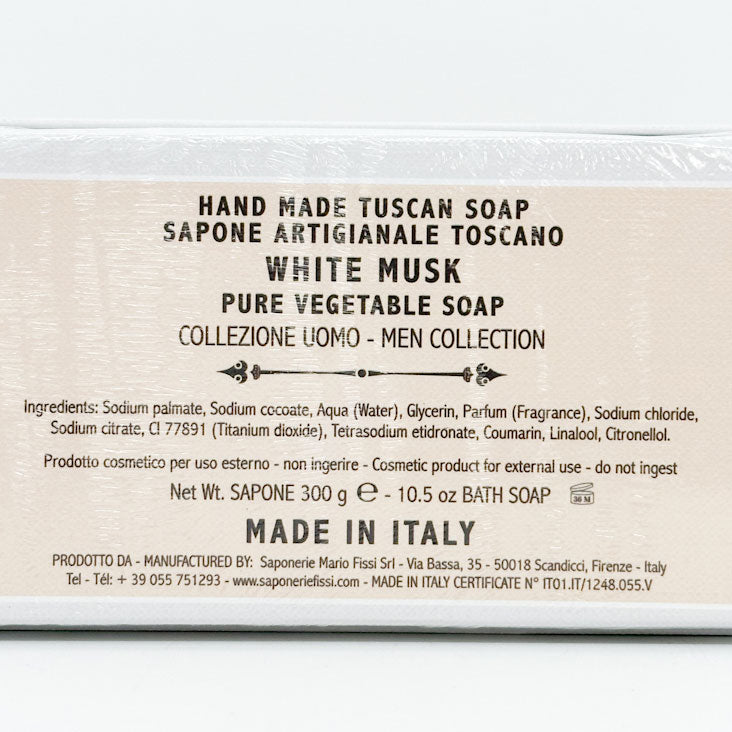 HAND MADE TUSCAN SOAP
SAPONE ARTIGIANALE TOSCANO
WHITE MUSK
PURE VEGETABLE SOAP
COLLEZIONE UOMO - MEN COLLECTION
Ingredients: Sodium palmate, Sodium cocoate, Aqua (Water), Glycerin, Parfum (Fragrance), Sodium chloride,
Sodium citrate, CI 77891 (Titanium dioxide), Tetrasodium etidronate, Coumarin, Linalool, Citronellol.
Prodotto cosmetico per uso esterno - non ingerire - Cosmetic product for external use - do not ingest
Net Wt. SAPONE 300 g ℮ - 10.5 oz BATH SOAP 36 M
MADE IN ITALY
PRODOTTO DA - MANUFACTURED BY: Saponerie Mario Fissi Srl - Via Bassa, 35 - 50018 Scandicci, Firenze - Italy
Tel - Tél: + 39 055 751293 - www.saponeriefissi.com - MADE IN ITALY CERTIFICATE N° IT01.IT/1248.055.V